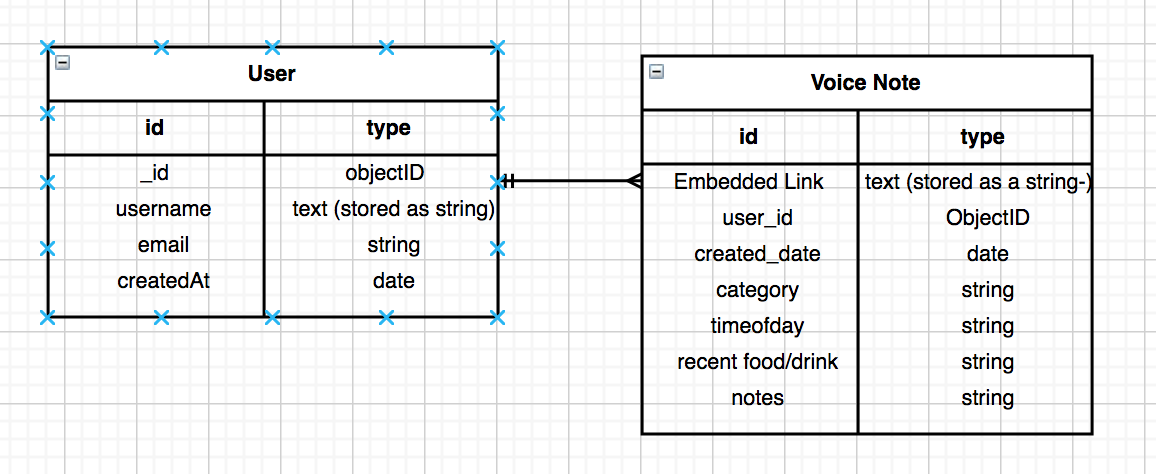 User
id type
_id objectID
username text (stored as string)
email string
createdAt date
Voice Note
id type
Embedded Link text (stored as a string-)
user_id ObjectID
created_date date
category string
timeofday string
recent food/drink string
notes string